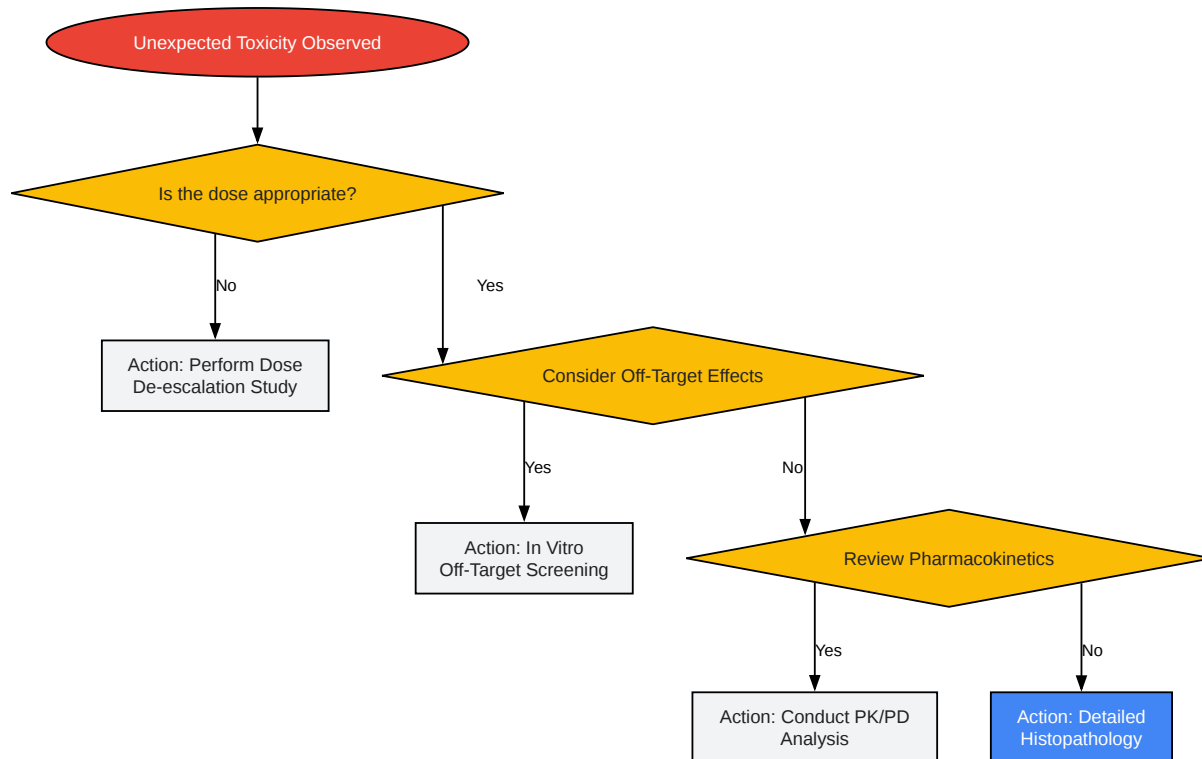 Unexpected Toxicity Observed
Is the dose appropriate?
No
Yes
Action: Perform Dose
De-escalation Study
Consider Off-Target Effects
Yes
No
Action: In Vitro
Off-Target Screening
Review Pharmacokinetics
Yes
No
Action: Conduct PK/PD
Analysis
Action: Detailed
Histopathology